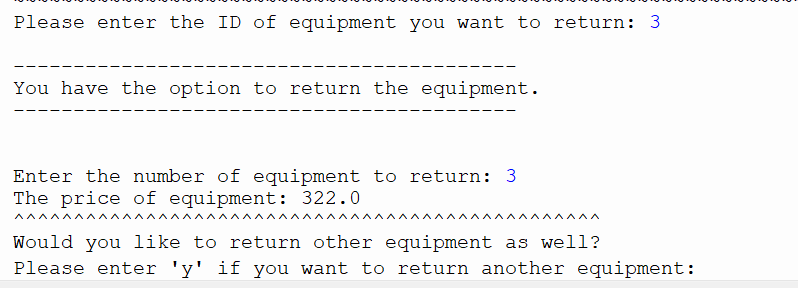 Please enter the ID of equipment you want to return: 3
------------------------------------------
You have the option to return the equipment.
------------------------------------------
Enter the number of equipment to return: 3
The price of equipment: 322.0
^^^^^^^^^^^^^^^^^^^^^^^^^^^^^^^^^^^^^^^^^^^^^^^^^
Would you like to return other equipment as well?
Please enter 'y' if you want to return another equipment: